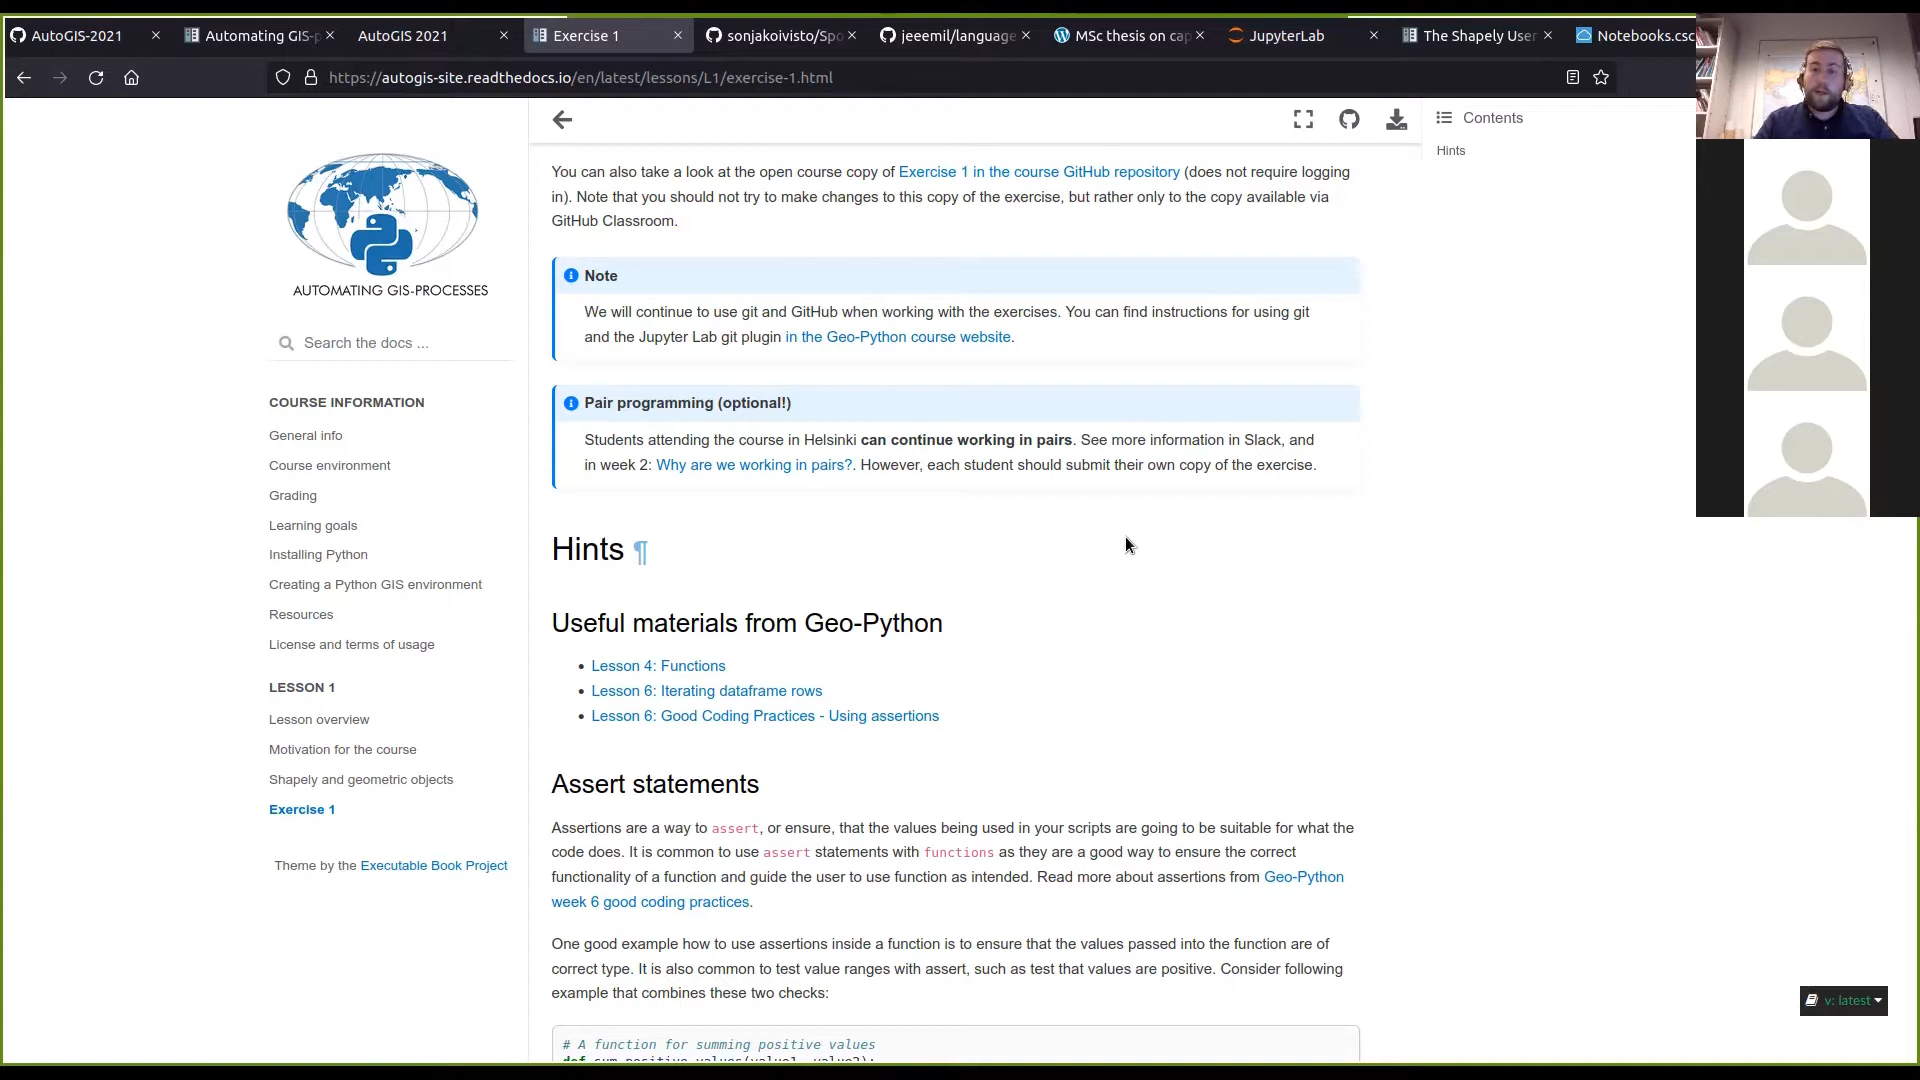 AutoGIS-2021
Automating GIS-p
AutoGIS 2021
Exercise 1
sonjakoivisto/Spo
jeeemil/language
MSc thesis on cap
JupyterLab
The Shapely User
Notebooks.csc
https://autogis-site.readthedocs.io/en/latest/lessons/L1/exercise-1.html
AUTOMATING GIS-PROCESSES
Search the docs ...
COURSE INFORMATION
General info
Course environment
Grading
Learning goals
Installing Python
Creating a Python GIS environment
Resources
License and terms of usage
LESSON 1
Lesson overview
Motivation for the course
Shapely and geometric objects
Exercise 1
Theme by the Executable Book Project
You can also take a look at the open course copy of Exercise 1 in the course GitHub repository (does not require logging
in). Note that you should not try to make changes to this copy of the exercise, but rather only to the copy available via
GitHub Classroom.
Note
We will continue to use git and GitHub when working with the exercises. You can find instructions for using git
and the Jupyter Lab git plugin in the Geo-Python course website.
Pair programming (optional!)
Students attending the course in Helsinki can continue working in pairs. See more information in Slack, and
in week 2: Why are we working in pairs?. However, each student should submit their own copy of the exercise.
Hints ¶
Useful materials from Geo-Python
• Lesson 4: Functions
• Lesson 6: Iterating dataframe rows
• Lesson 6: Good Coding Practices - Using assertions
Assert statements
Assertions are a way to assert, or ensure, that the values being used in your scripts are going to be suitable for what the
code does. It is common to use assert statements with functions as they are a good way to ensure the correct
functionality of a function and guide the user to use function as intended. Read more about assertions from Geo-Python
week 6 good coding practices.
One good example how to use assertions inside a function is to ensure that the values passed into the function are of
correct type. It is also common to test value ranges with assert, such as test that values are positive. Consider following
example that combines these two checks:
# A function for summing positive values
def sum_positive_values(value1, value2):
Contents
Hints
v: latest